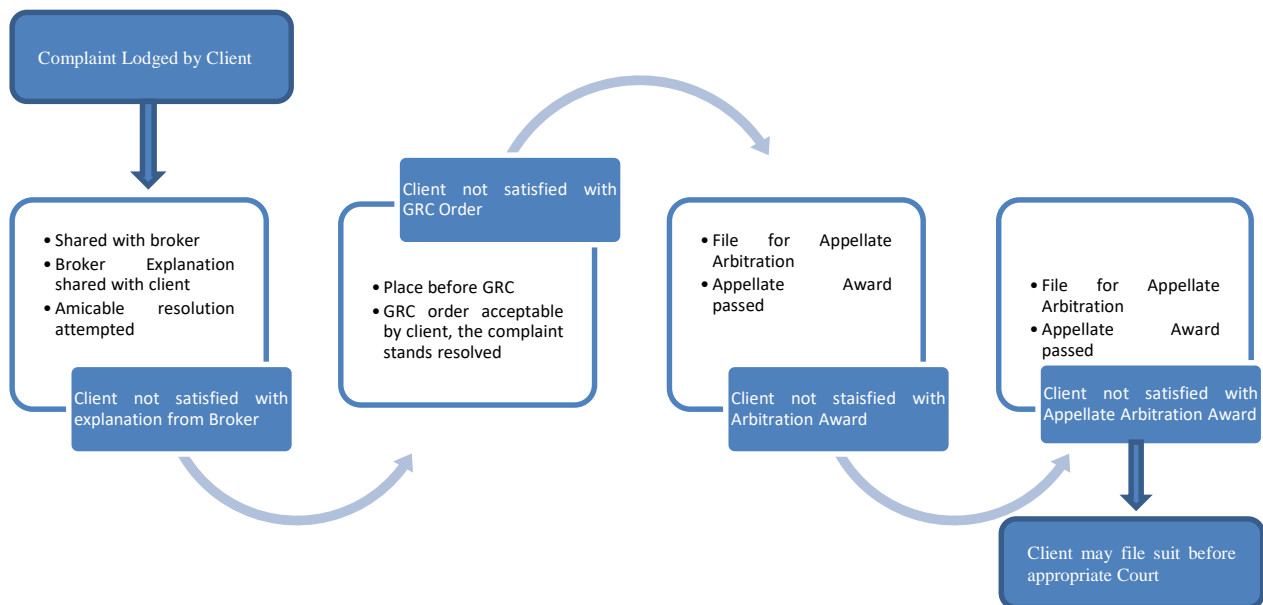 Complaint Lodged by Client
• Shared with broker
• Broker Explanation
shared with client
• Amicable resolution
attempted
Client not satisfied with
explanation from Broker
Client not satisfied with
GRC Order
• Place before GRC
• GRC order acceptable
by client, the complaint
stands resolved
• File for Appellate
Arbitration
• Appellate Award
passed
Client not staisfied with
Arbitration Award
• File for Appellate
Arbitration
• Appellate Award
passed
Client not satisfied with
Appellate Arbitration Award
Client may file suit before
appropriate Court